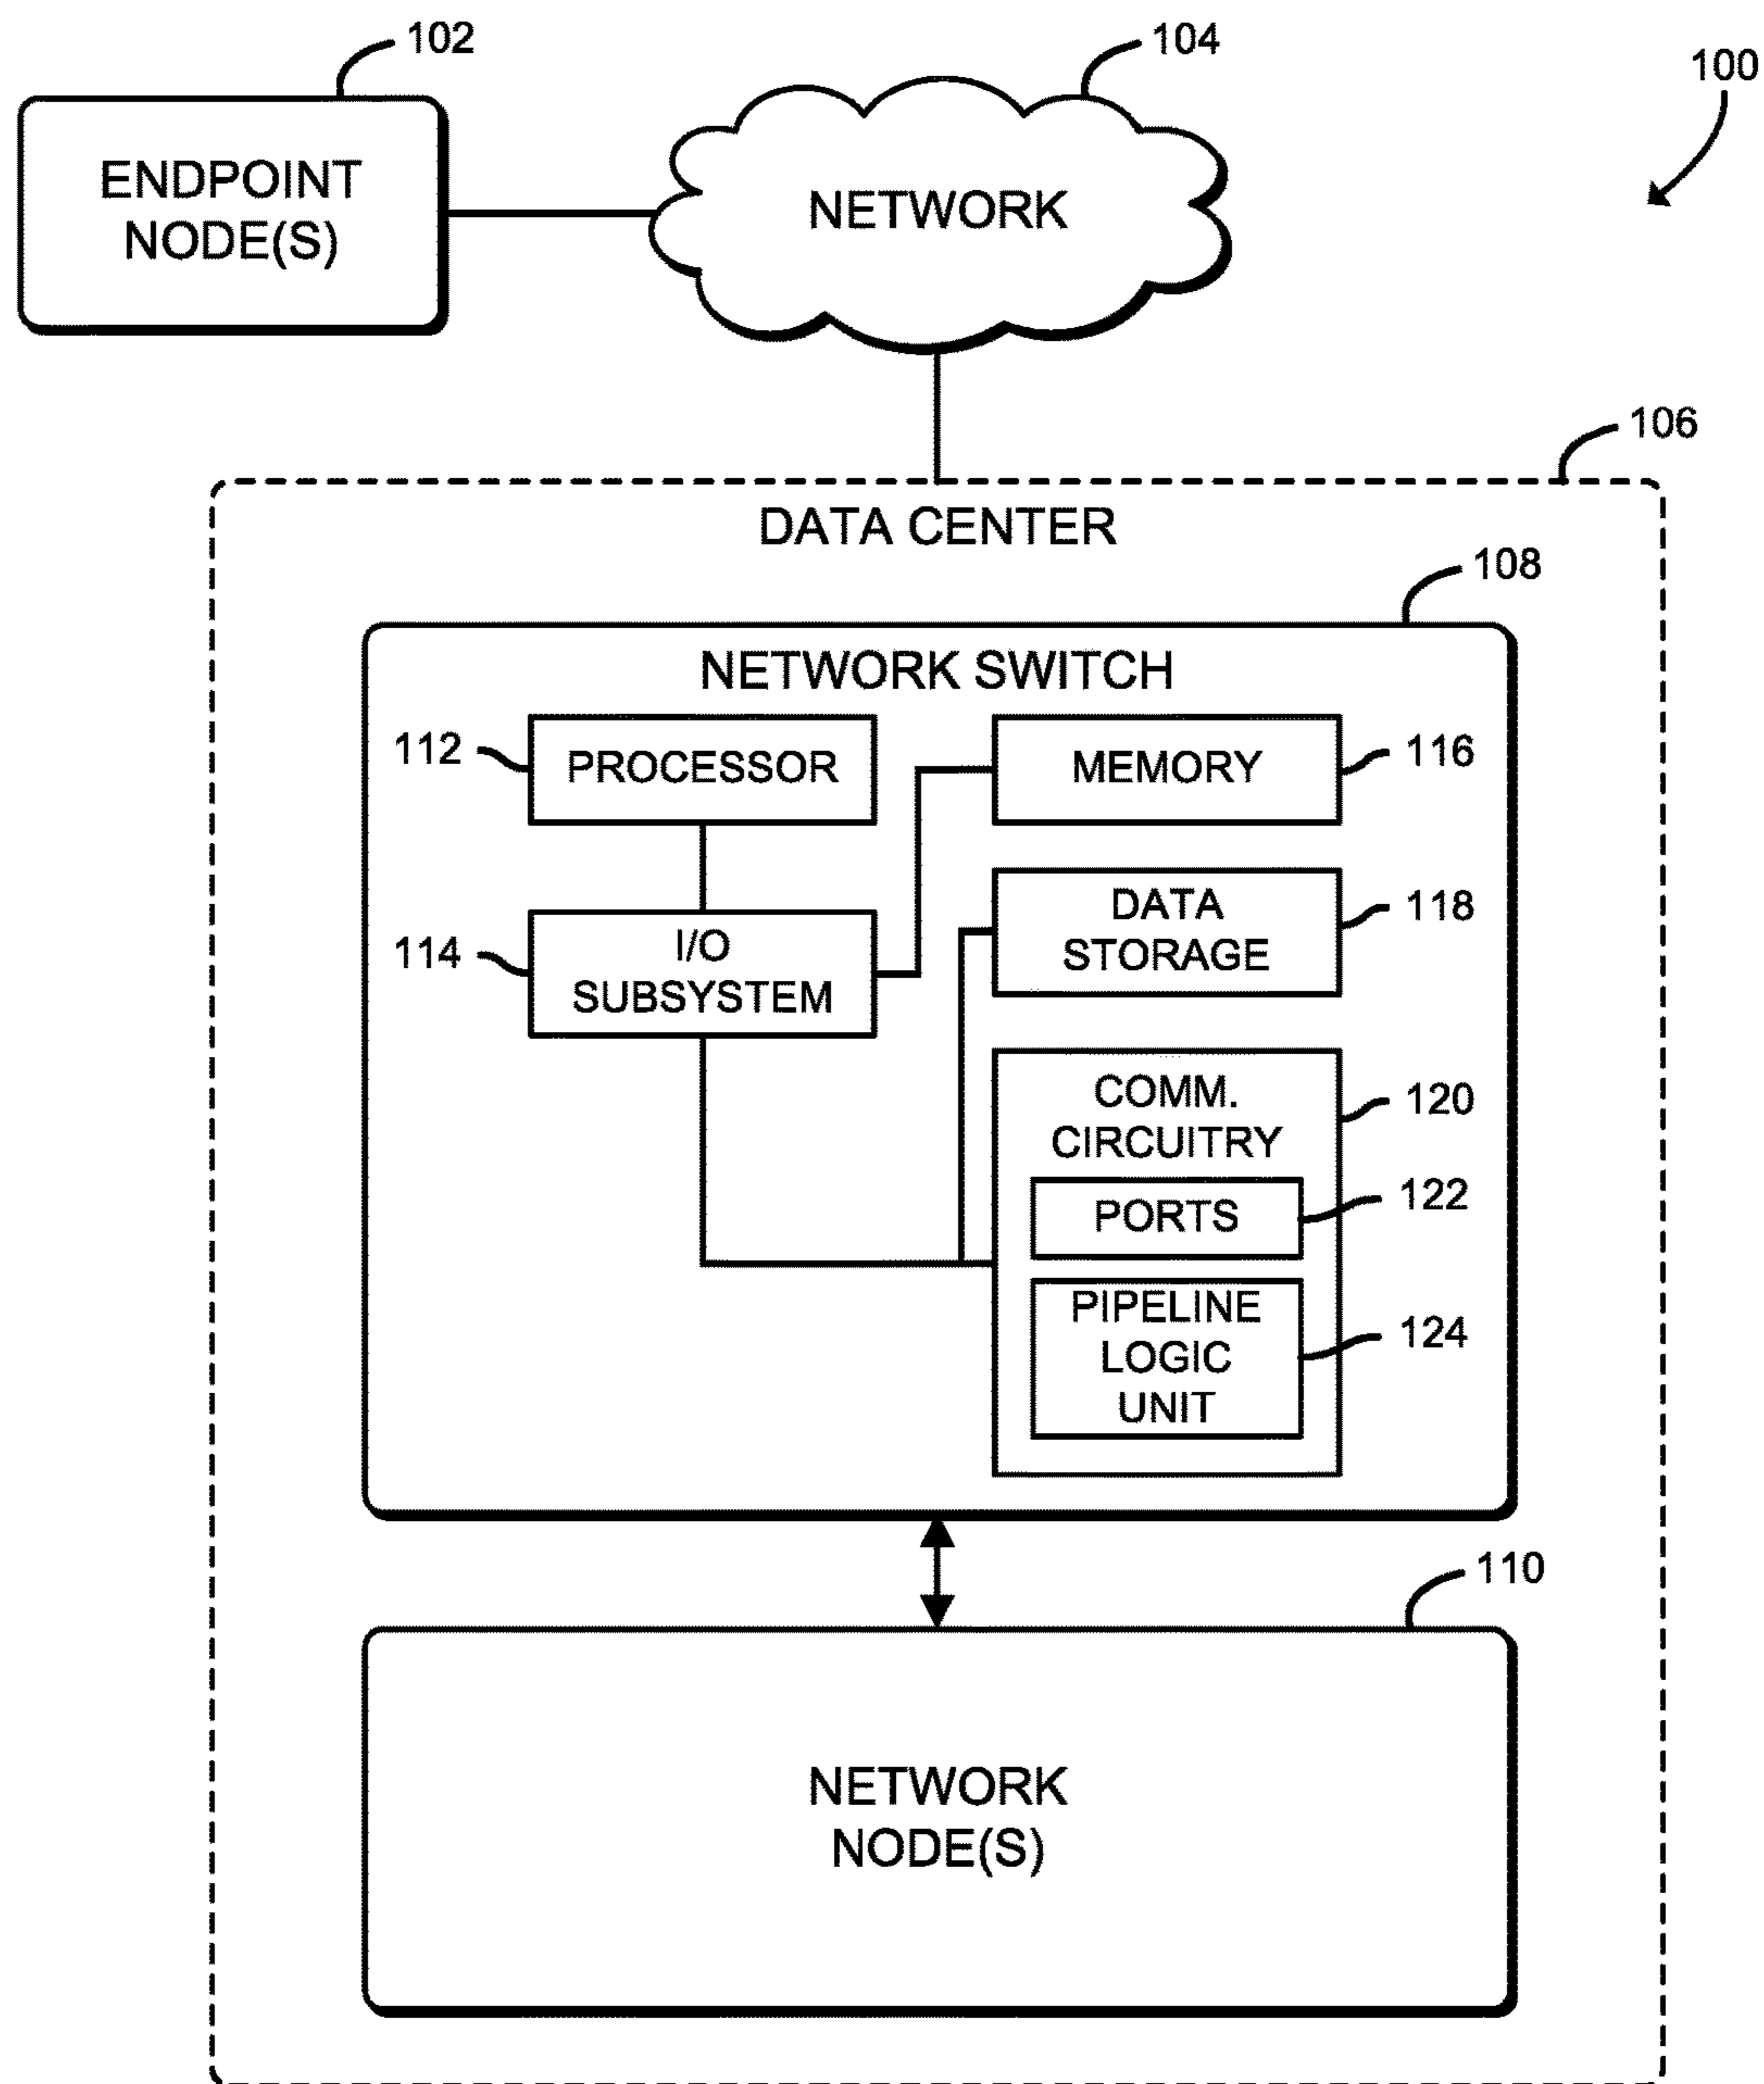 102
104
100
ENDPOINT
NODE(S)
NETWORK
106
DATA CENTER
108
NETWORK SWITCH
112
PROCESSOR
MEMORY
116
114
I/O
SUBSYSTEM
DATA
STORAGE
118
COMM.
CIRCUITRY
120
PORTS
122
PIPELINE
LOGIC
UNIT
124
110
NETWORK
NODE(S)